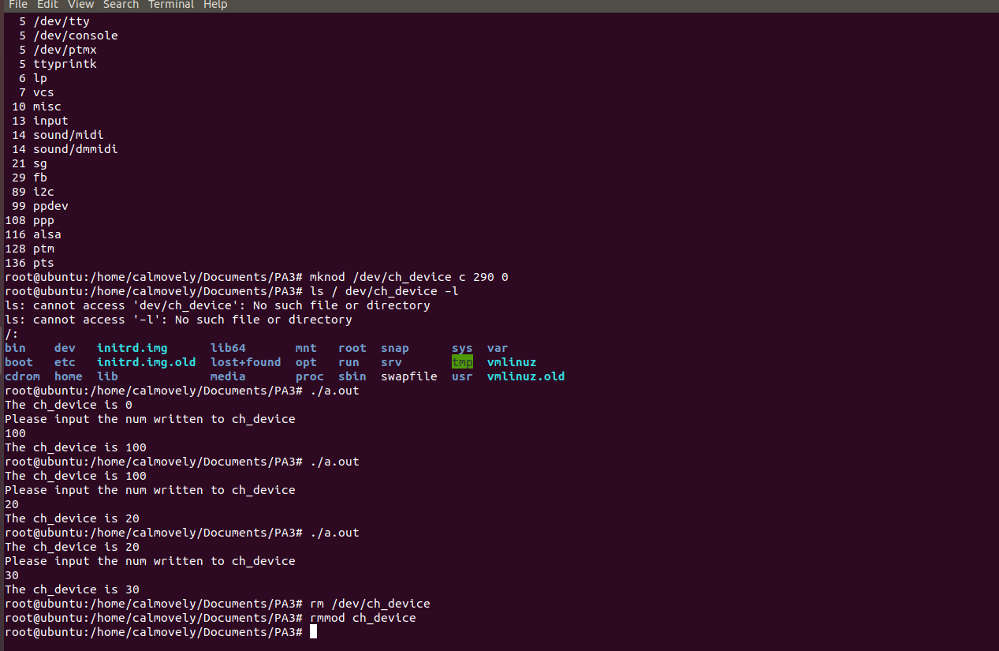 File Edit View Search Terminal Help
5 /dev/tty
5 /dev/console
5 /dev/ptmx
5 ttyprintk
6 lp
7 vcs
10 misc
13 input
14 sound/midi
14 sound/dmmidi
21 sg
29 fb
89 i2c
99 ppdev
108 ppp
116 alsa
128 ptm
136 pts
root@ubuntu:/home/calmovely/Documents/PA3# mknod /dev/ch_device c 290 0
root@ubuntu:/home/calmovely/Documents/PA3# ls / dev/ch_device -l
ls: cannot access 'dev/ch_device': No such file or directory
ls: cannot access '-l': No such file or directory
/:
bin dev initrd.img lib64 mnt root snap sys var
boot etc initrd.img.old lost+found opt run srv tmp vmlinuz
cdrom home lib media proc sbin swapfile usr vmlinuz.old
root@ubuntu:/home/calmovely/Documents/PA3# ./a.out
The ch_device is 0
Please input the num written to ch_device
100
The ch_device is 100
root@ubuntu:/home/calmovely/Documents/PA3# ./a.out
The ch_device is 100
Please input the num written to ch_device
20
The ch_device is 20
root@ubuntu:/home/calmovely/Documents/PA3# ./a.out
The ch_device is 20
Please input the num written to ch_device
30
The ch_device is 30
root@ubuntu:/home/calmovely/Documents/PA3# rm /dev/ch_device
root@ubuntu:/home/calmovely/Documents/PA3# rmmod ch_device
root@ubuntu:/home/calmovely/Documents/PA3#